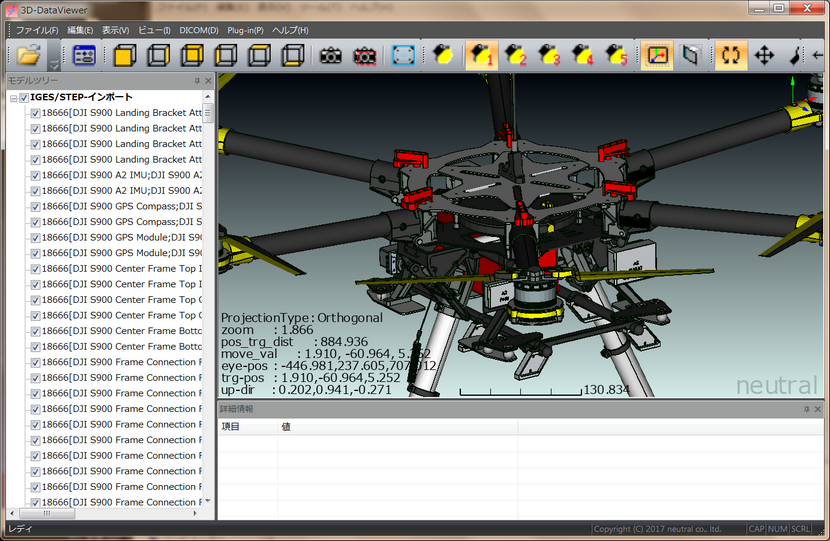 3D-DataViewer
ファイル(F) 編集(E) 表示(V) ビュー(I) DICOM(D) Plug-in(P) ヘルプ(H)
1 2 3 4 5
モデルツリー
IGES/STEP-インポート
18666[DJI S900 Landing Bracket Att
18666[DJI S900 Landing Bracket Att
18666[DJI S900 Landing Bracket Att
18666[DJI S900 Landing Bracket Att
18666[DJI S900 A2 IMU;DJI S900 A2
18666[DJI S900 A2 IMU;DJI S900 A2
18666[DJI S900 GPS Compass;DJI S
18666[DJI S900 GPS Compass;DJI S
18666[DJI S900 GPS Module;DJI S90
18666[DJI S900 GPS Module;DJI S90
18666[DJI S900 Center Frame Top I
18666[DJI S900 Center Frame Top I
18666[DJI S900 Center Frame Top C
18666[DJI S900 Center Frame Top C
18666[DJI S900 Center Frame Botto
18666[DJI S900 Center Frame Botto
18666[DJI S900 Frame Connection F
18666[DJI S900 Frame Connection F
18666[DJI S900 Frame Connection F
18666[DJI S900 Frame Connection F
18666[DJI S900 Frame Connection F
18666[DJI S900 Frame Connection F
18666[DJI S900 Frame Connection F
18666[DJI S900 Frame Connection F
18666[DJI S900 Frame Connection F
18666[DJI S900 Frame Connection F
ProjectionType : Orthogonal
zoom : 1.866
pos_trg_dist : 884.936
move_val : 1.910, -60.964, 5.252
eye-pos : -446.981,237.605,707.012
trg-pos : 1.910,-60.964,5.252
up-dir : 0.202,0.941,-0.271
130.834
neutral
詳細情報
項目 値
レディ
Copyright (C) 2017 neutral co., ltd.
CAP NUM SCRL